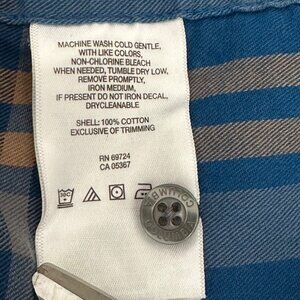 MACHINE WASH COLD GENTLE,
WITH LIKE COLORS,
NON-CHLORINE BLEACH
WHEN NEEDED, TUMBLE DRY LOW,
REMOVE PROMPTLY,
IRON MEDIUM,
IF PRESENT DO NOT IRON DECAL,
DRYCLEANABLE
SHELL: 100% COTTON
EXCLUSIVE OF TRIMMING
RN 69724
CA 05367
COLUMBIA